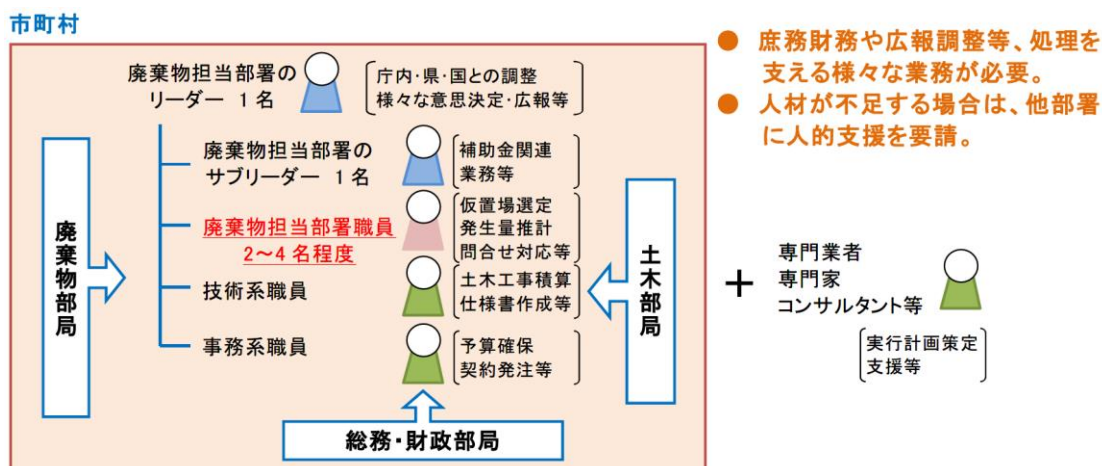 市町村
廃棄物担当部署の
リーダー 1名
庁内・県・国との調整
様々な意思決定・広報等
廃棄物担当部署の
サブリーダー 1名
補助金関連
業務等
廃棄物担当部署職員
2～4名程度
仮置場選定
発生量推計
問合せ対応等
技術系職員
土木工事積算
仕様書作成等
事務系職員
予算確保
契約発注等
廃棄物部局
土木部局
総務・財政部局
● 庶務財務や広報調整等、処理を
支える様々な業務が必要。
● 人材が不足する場合は、他部署
に人的支援を要請。
＋
専門業者
専門家
コンサルタント等
実行計画策定
支援等